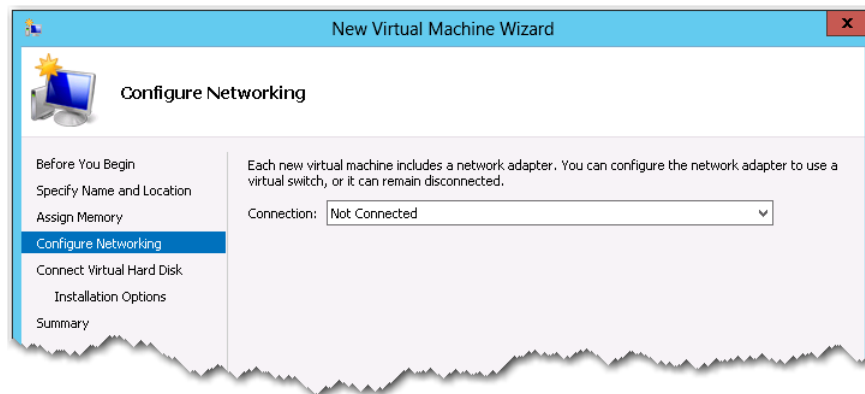 New Virtual Machine Wizard
x
Configure Networking
Before You Begin
Specify Name and Location
Assign Memory
Configure Networking
Connect Virtual Hard Disk
Installation Options
Summary
Each new virtual machine includes a network adapter. You can configure the network adapter to use a
virtual switch, or it can remain disconnected.
Connection: Not Connected